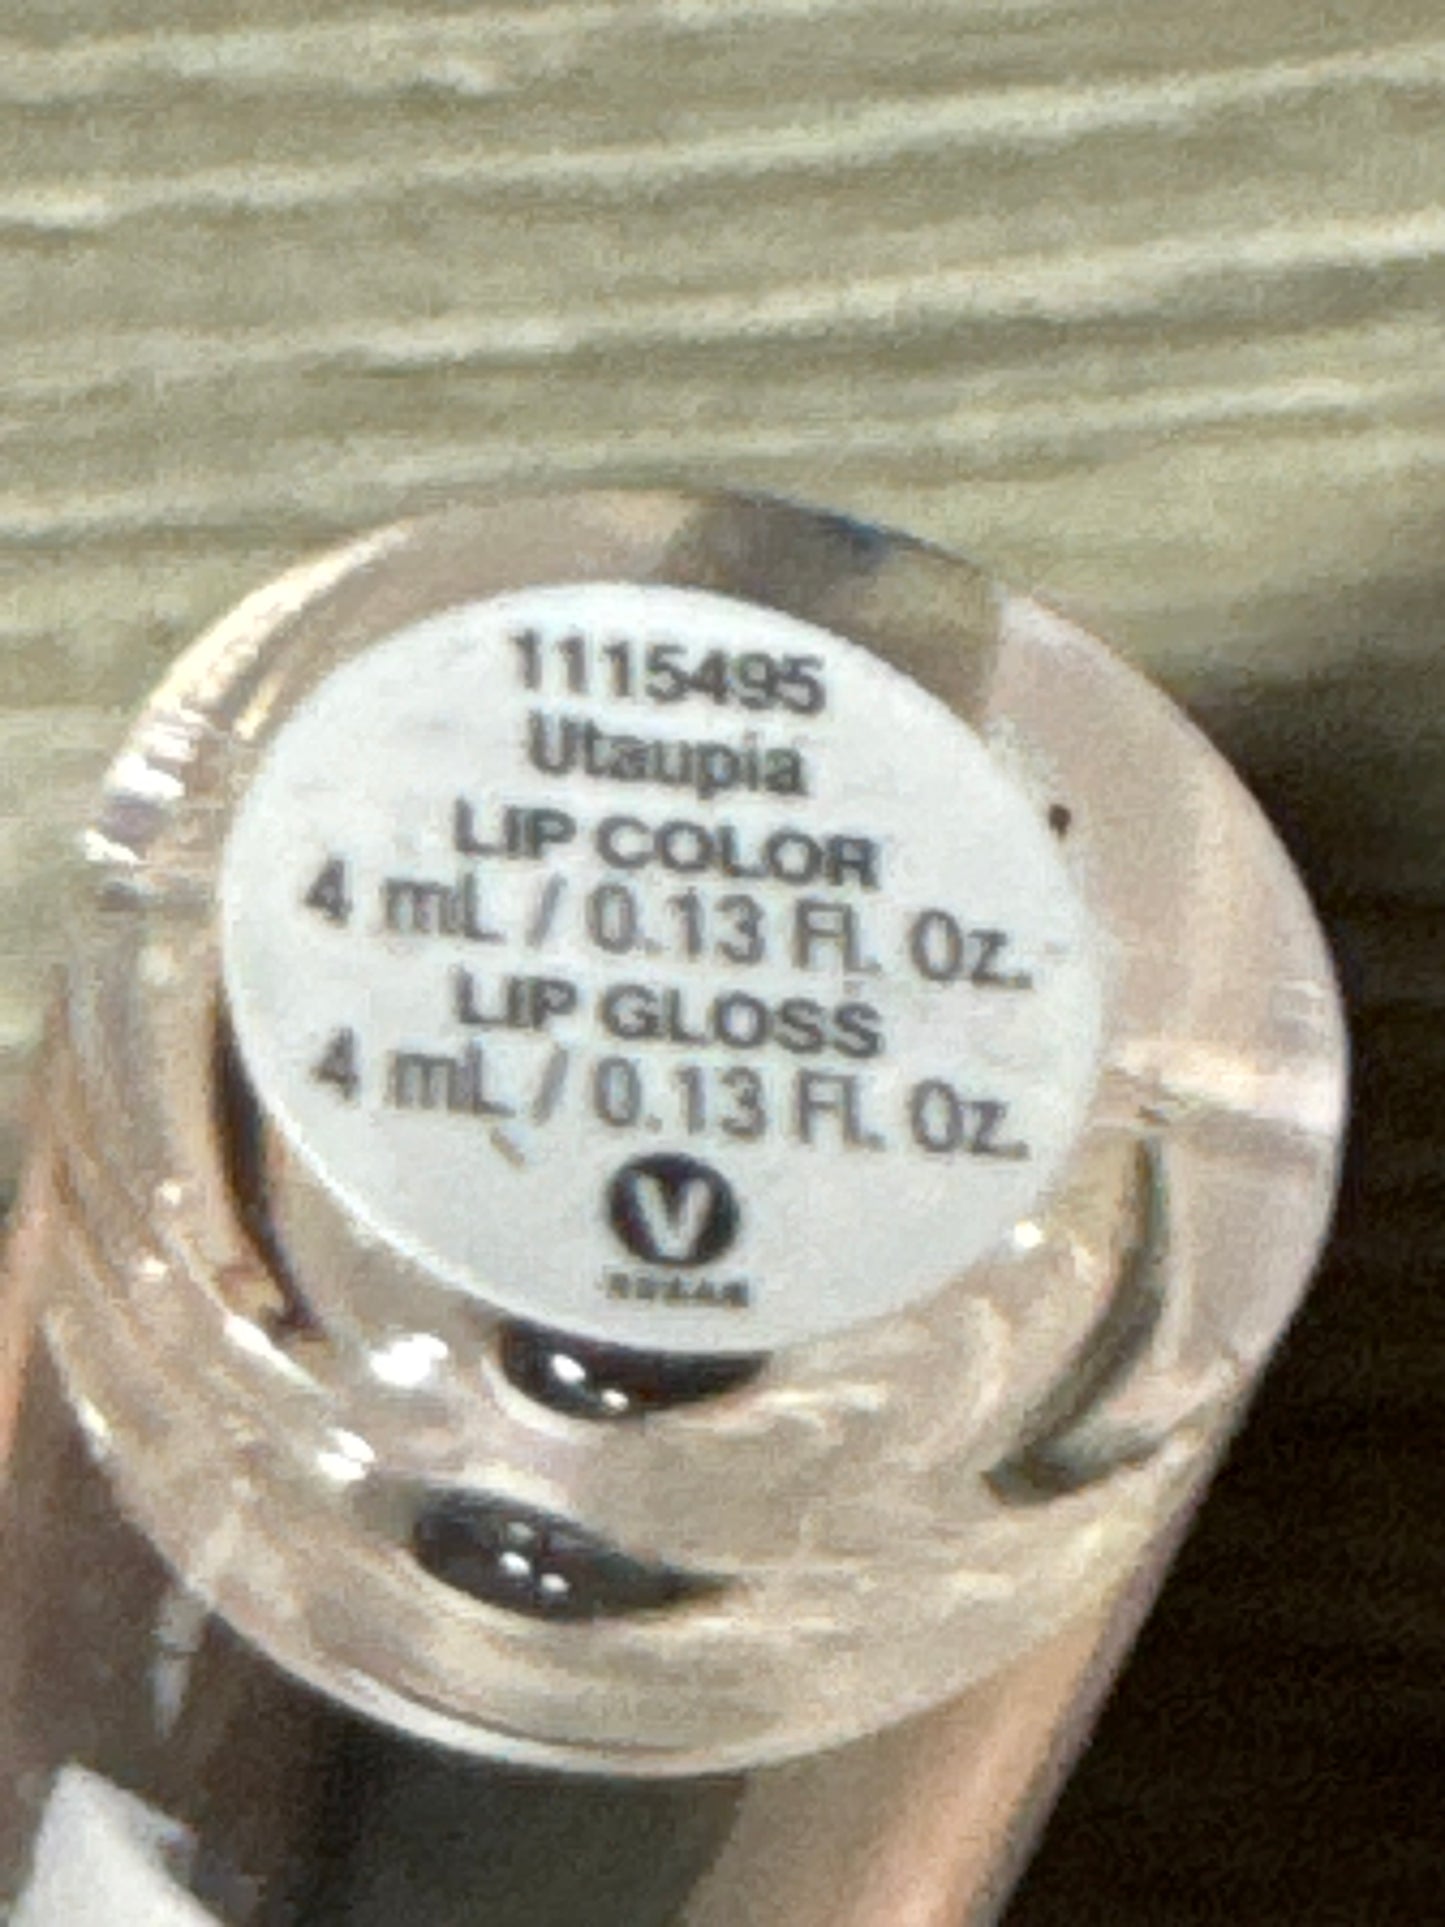 1115495
Utaupia
LIP COLOR
4 mL / 0.13 Fl. Oz.
LIP GLOSS
4 mL / 0.13 Fl. Oz.
V